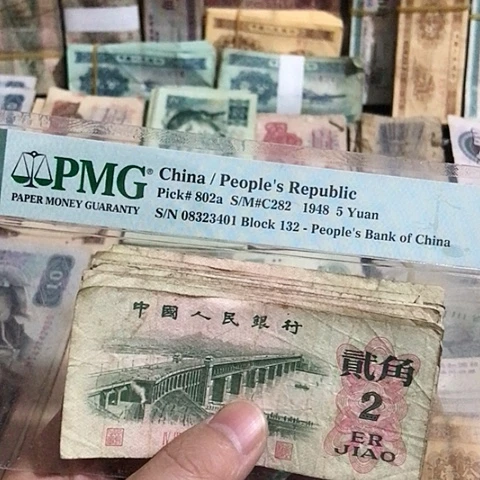 PMG
PAPER MONEY GUARANTY
China / People's Republic
Pick# 802a S/M#C282 1948 5 Yuan
S/N 08323401 Block 132 - People's Bank of China
中國人民銀行
貳角
2
ER
JIAO
10